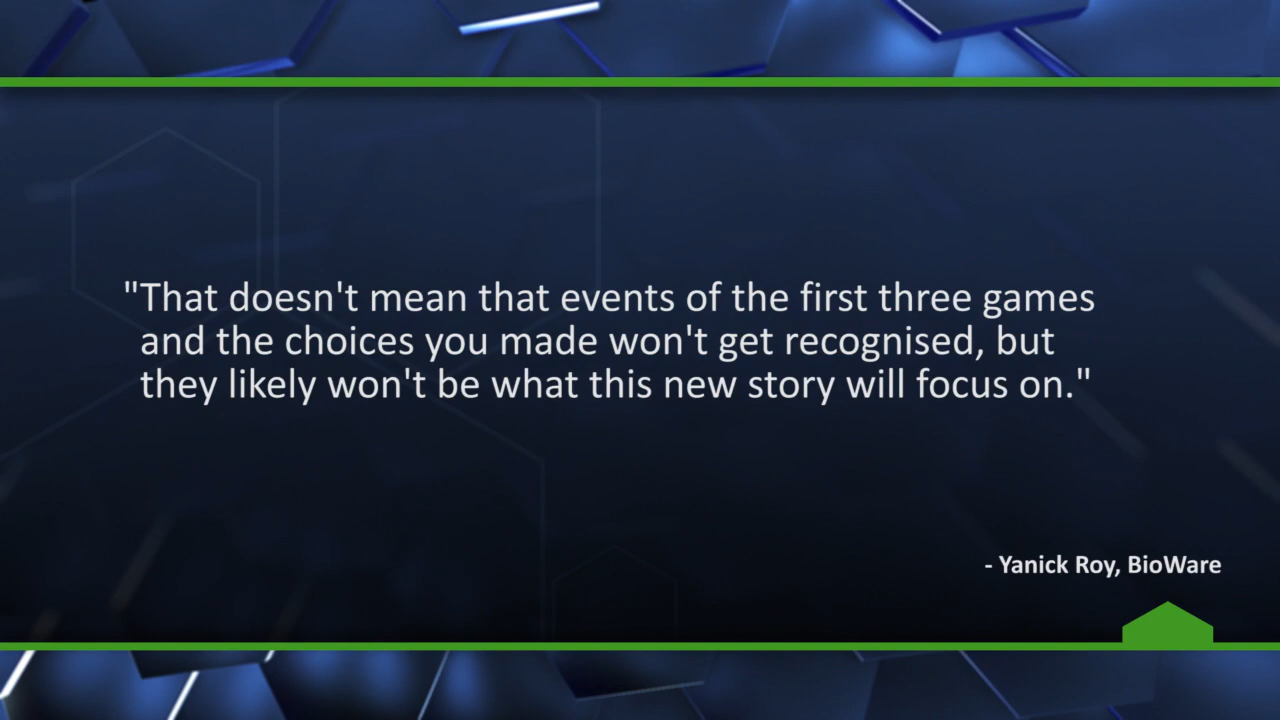 "That doesn't mean that events of the first three games
and the choices you made won't get recognised, but
they likely won't be what this new story will focus on."
- Yanick Roy, BioWare